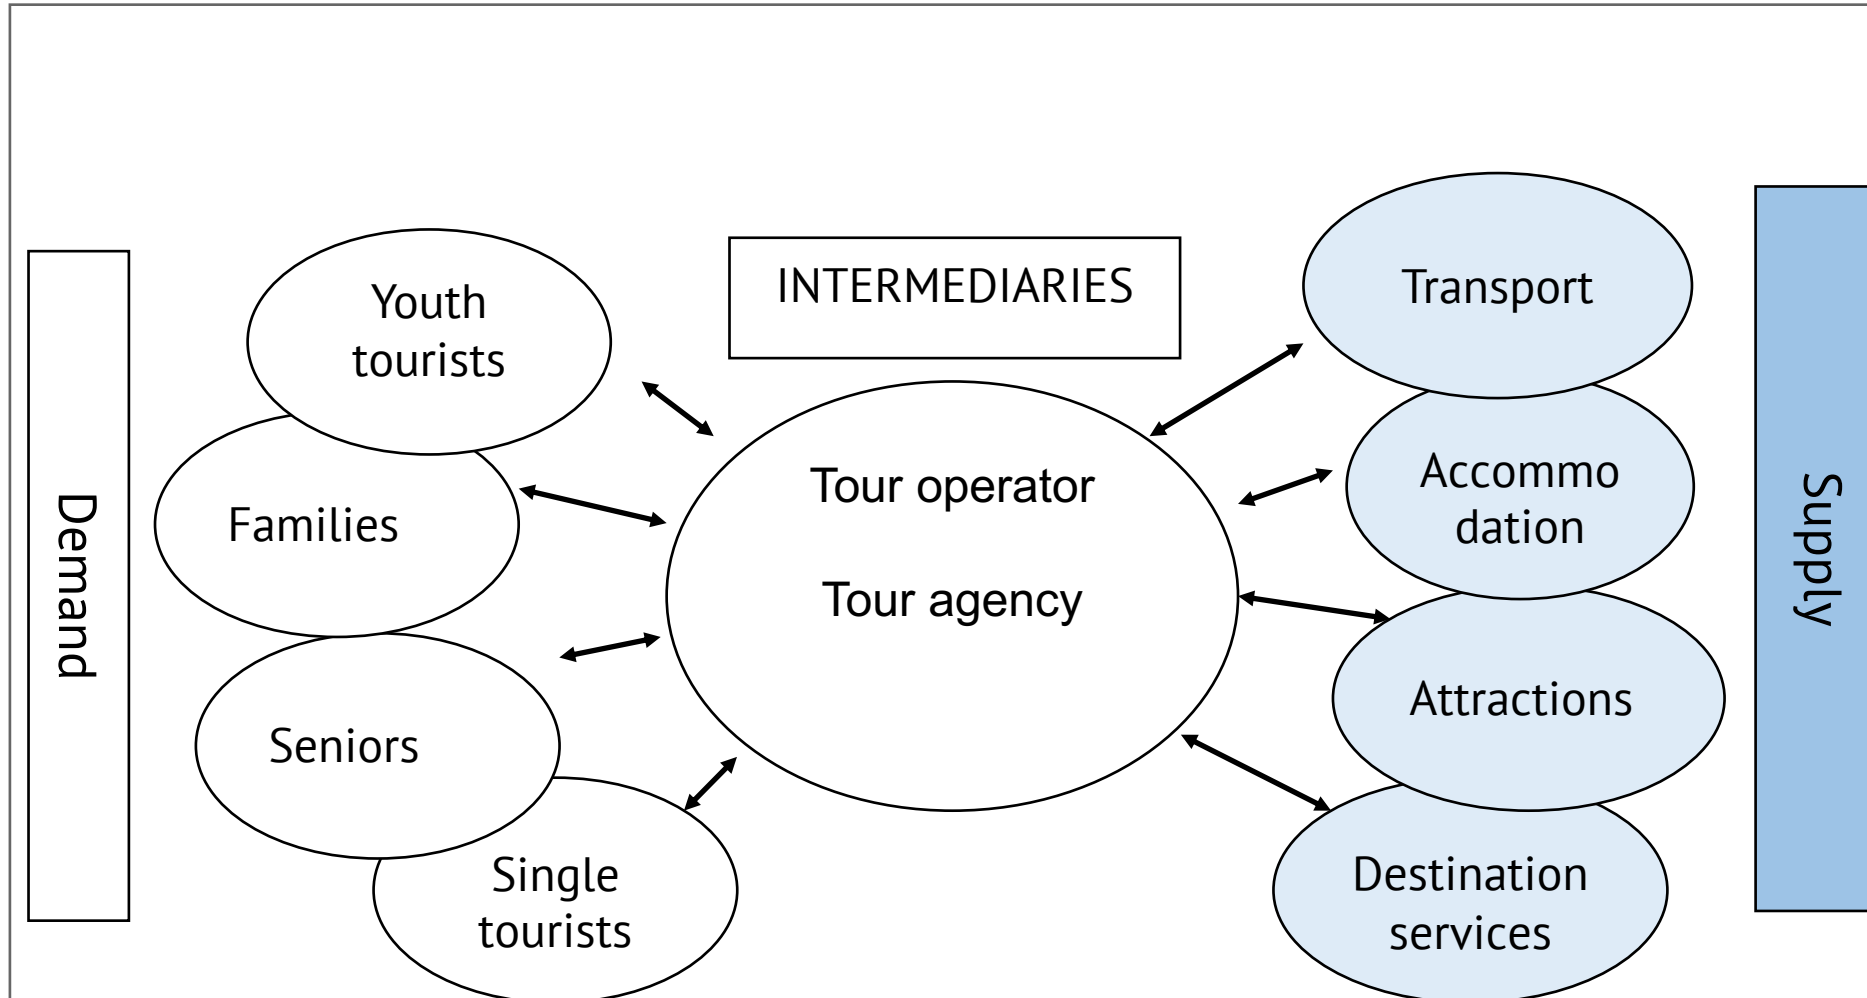 Demand
Youth
tourists
Families
Seniors
Single
tourists
INTERMEDIARIES
Tour operator
Tour agency
Transport
Accommo
dation
Attractions
Destination
services
Supply